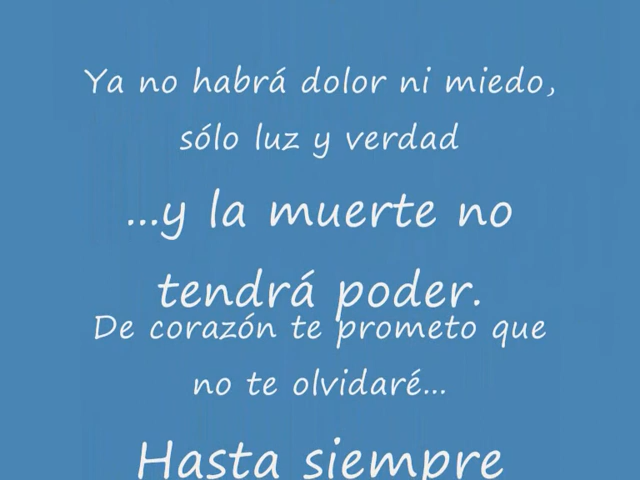 Ya no habrá dolor ni miedo,
sólo luz y verdad
...y la muerte no
tendrá poder.
De corazón te prometo que
no te olvidaré...
Hasta siempre